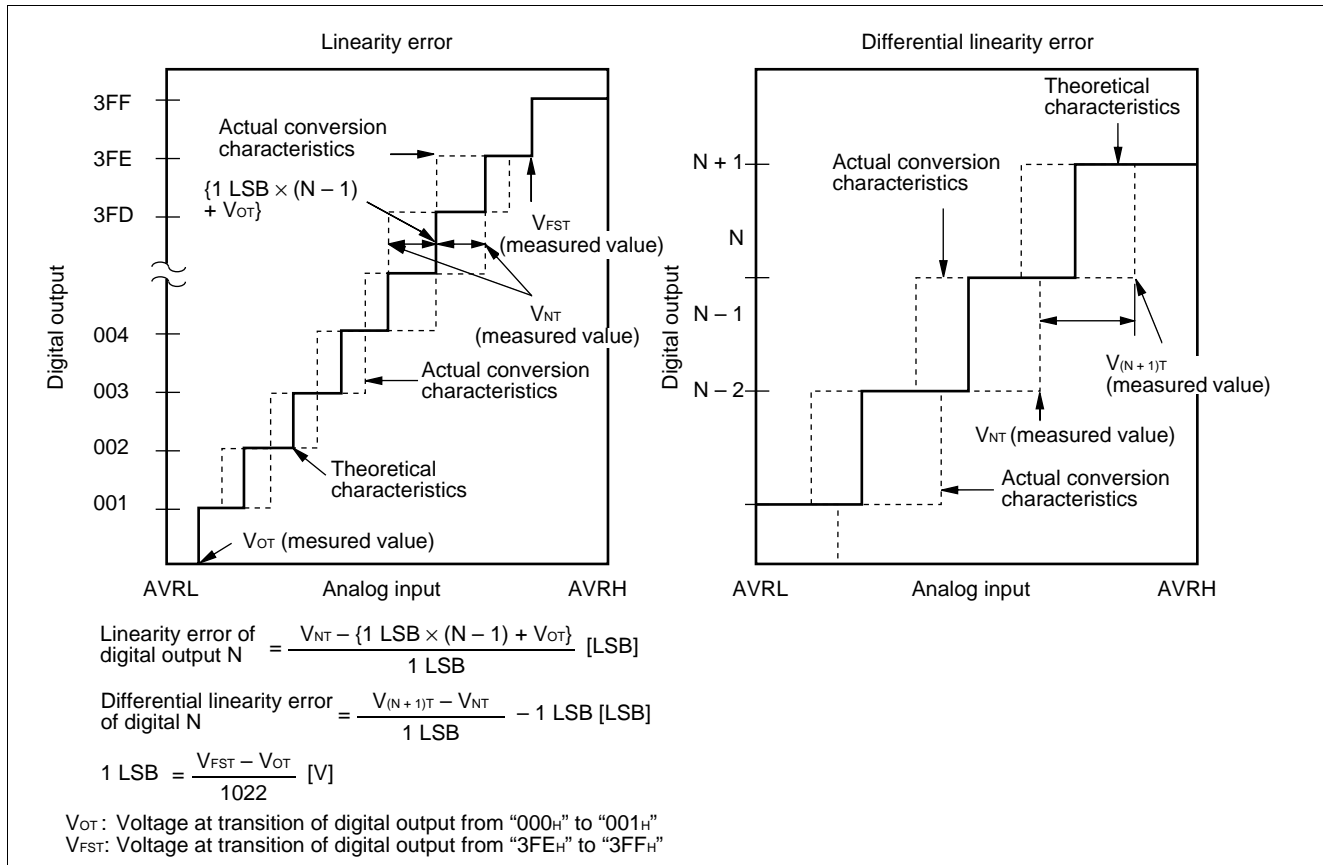 Linearity error
3FF
3FE
3FD
004
003
002
001
Digital output
Actual conversion
characteristics
{1 LSB × (N – 1)
+ VOT}
VFST
(measured value)
VNT
(measured value)
Actual conversion
characteristics
Theoretical
characteristics
VOT (mesured value)
AVRL
Analog input
AVRH
Differential linearity error
Theoretical
characteristics
Actual conversion
characteristics
N + 1
N
N – 1
N – 2
Digital output
V(N + 1)T
(measured value)
VNT (measured value)
Actual conversion
characteristics
AVRL
Analog input
AVRH
Linearity error of
digital output N = VNT – {1 LSB × (N – 1) + VOT} / 1 LSB [LSB]
Differential linearity error
of digital N = V(N + 1)T – VNT / 1 LSB – 1 LSB [LSB]
1 LSB = VFST – VOT / 1022 [V]
VOT : Voltage at transition of digital output from “000H” to “001H”
VFST: Voltage at transition of digital output from “3FEH” to “3FFH”